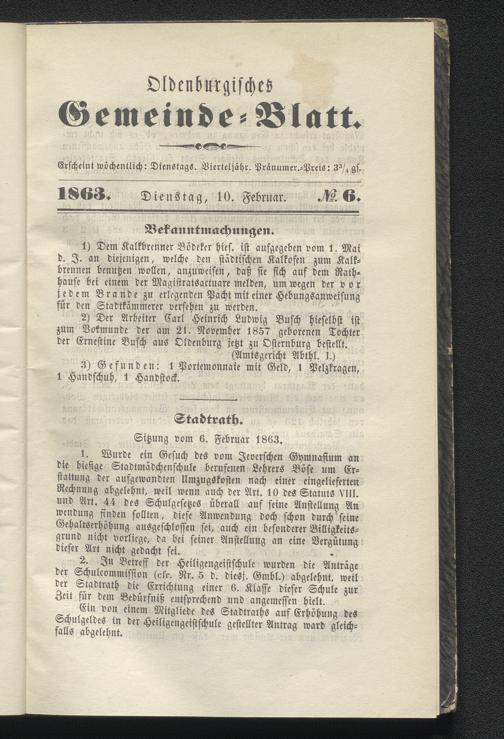 Oldenburgisches
Gemeinde-Blatt.
Erscheint wöchentlich: Dienstags. Vierteljähr. Pränumer.-Preis: 3¾ gs.
1863. Dienstag, 10. Februar. № 6.
Bekanntmachungen.
1) Dem Kalkbrenner Bödeker hies. ist aufgegeben vom 1. Mai
d. J. an diejenigen, welche den städtischen Kalkofen zum Kalk-
brennen benutzen wollen, anzuweisen, daß sie sich auf dem Rath-
hause bei einem der Magistratsactuare melden, um wegen der vor
jedem Brande zu erlegenden Pacht mit einer Hebungsanweisung
für den Stadtkämmerer versehen zu werden.
2) Der Arbeiter Carl Heinrich Ludwig Busch hieselbst ist
zum Vormunde der am 21. November 1857 geborenen Tochter
der Ernestine Busch aus Oldenburg jetzt zu Osternburg bestellt.
(Amtsgericht Abthl. I.)
3) Gefunden: 1 Portemonnaie mit Geld, 1 Pelzkragen,
1 Handschuh, 1 Handstock.
Stadtrath.
Sitzung vom 6. Februar 1863.
1. Wurde ein Gesuch des vom Jeverschen Gymnasium an
die hiesige Stadtmädchenschule berufenen Lehrers Böse um Er-
stattung der aufgewandten Umzugskosten nach einer eingelieferten
Rechnung abgelehnt, weil wenn auch der Art. 10 des Statuts VIII.
und Art. 44 des Schulgesetzes überall auf seine Anstellung An
wendung finden sollten, diese Anwendung doch schon durch seine
Gehaltserhöhung ausgeschlossen sei, auch ein besonderer Billigkeits-
grund nicht vorliege, da bei seiner Anstellung an eine Vergütung
dieser Art nicht gedacht sei.
2. In Betreff der Heiligengeistschule wurden die Anträge
der Schulcommission (cfr. Nr. 5 d. diesj. Gmbl.) abgelehnt, weil
der Stadtrath die Errichtung einer 6. Klasse dieser Schule zur
Zeit für dem Bedürfniß entsprechend und angemessen hielt.
Ein von einem Mitgliede des Stadtraths auf Erhöhung des
Schulgeldes in der Heiligengeistschule gestellter Antrag ward gleich-
falls abgelehnt.